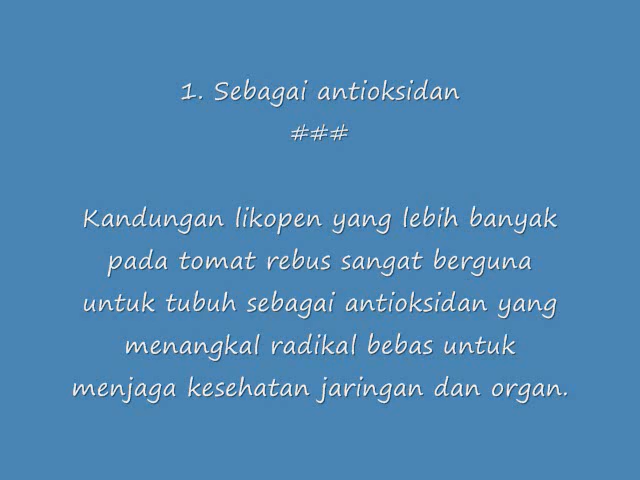 1. Sebagai antioksidan
###
Kandungan likopen yang lebih banyak
pada tomat rebus sangat berguna
untuk tubuh sebagai antioksidan yang
menangkal radikal bebas untuk
menjaga kesehatan jaringan dan organ.